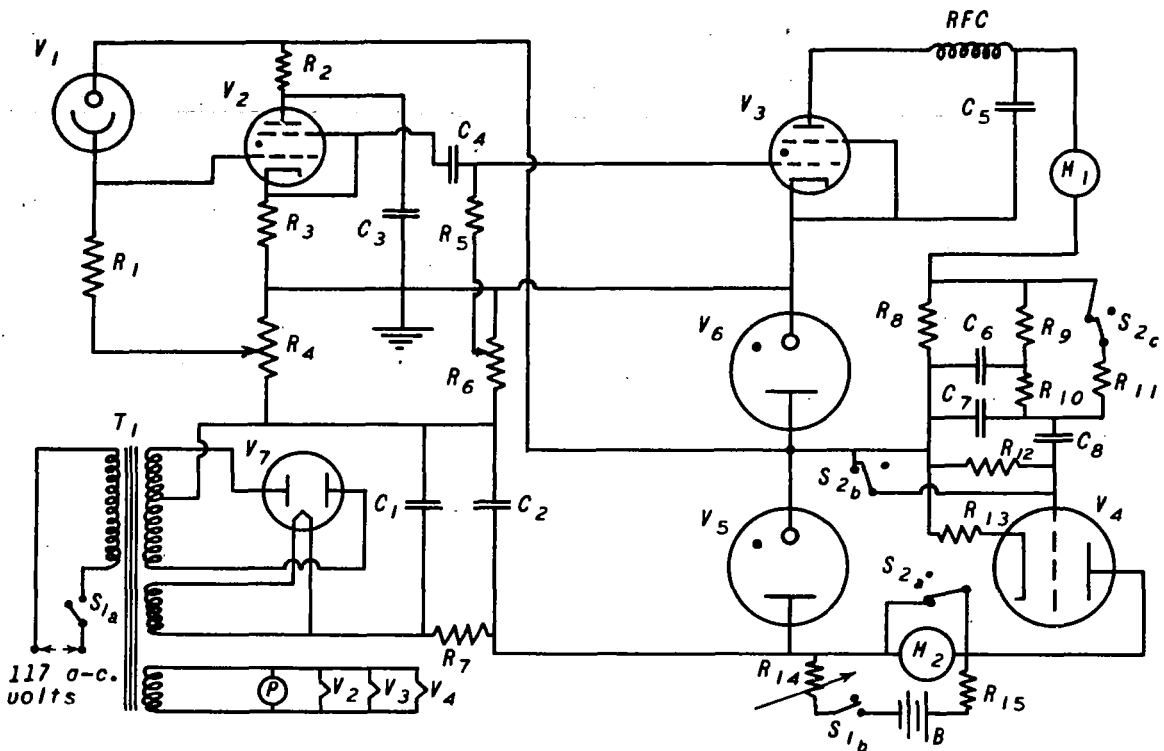 RFC
V1
R2
V2
V3
C4
C5
M1
R3
C3
R5
R1
R4
R6
V6
R8
C6
R9
S2c
C7
R10
R11
T1
V7
C1
C2
R12
C8
S2b
V5
R13
V4
S1a
S2a
M2
R7
117 a-c.
volts
P
V2
V3
V4
R14
R15
S1b
B